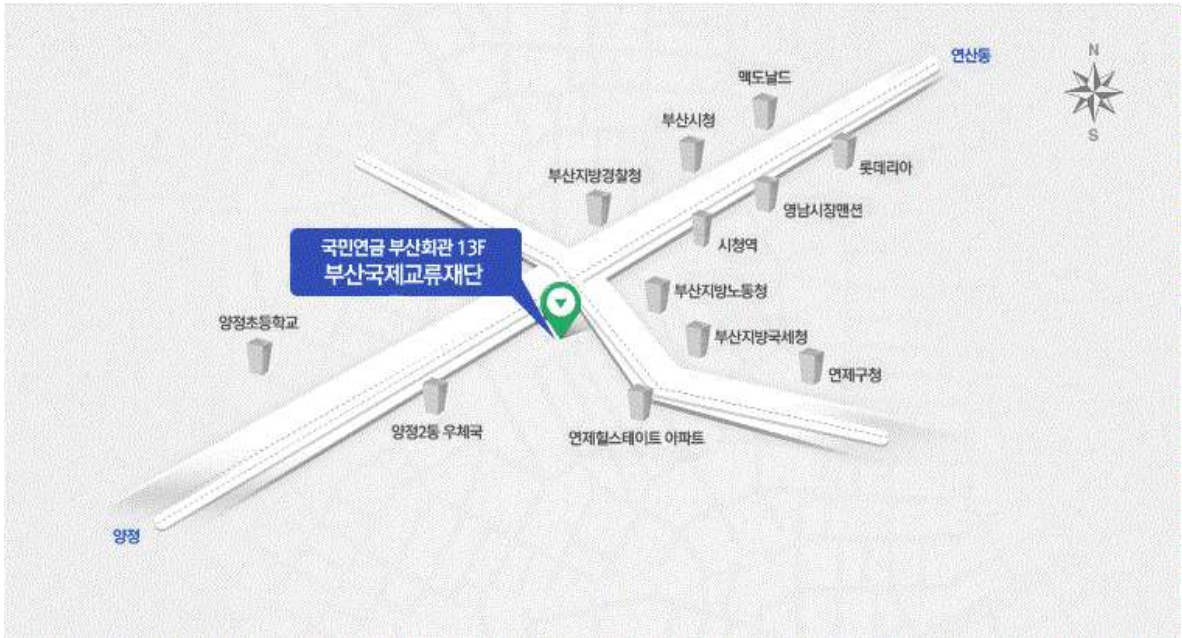 연산동
N
맥도날드
부산시청
S
롯데리아
부산지방경찰청
영남시장맨션
시청역
국민연금 부산회관 13F
부산국제교류재단
부산지방노동청
양정초등학교
부산지방국세청
연제구청
양정2동 우체국
연제힐스테이트 아파트
양정